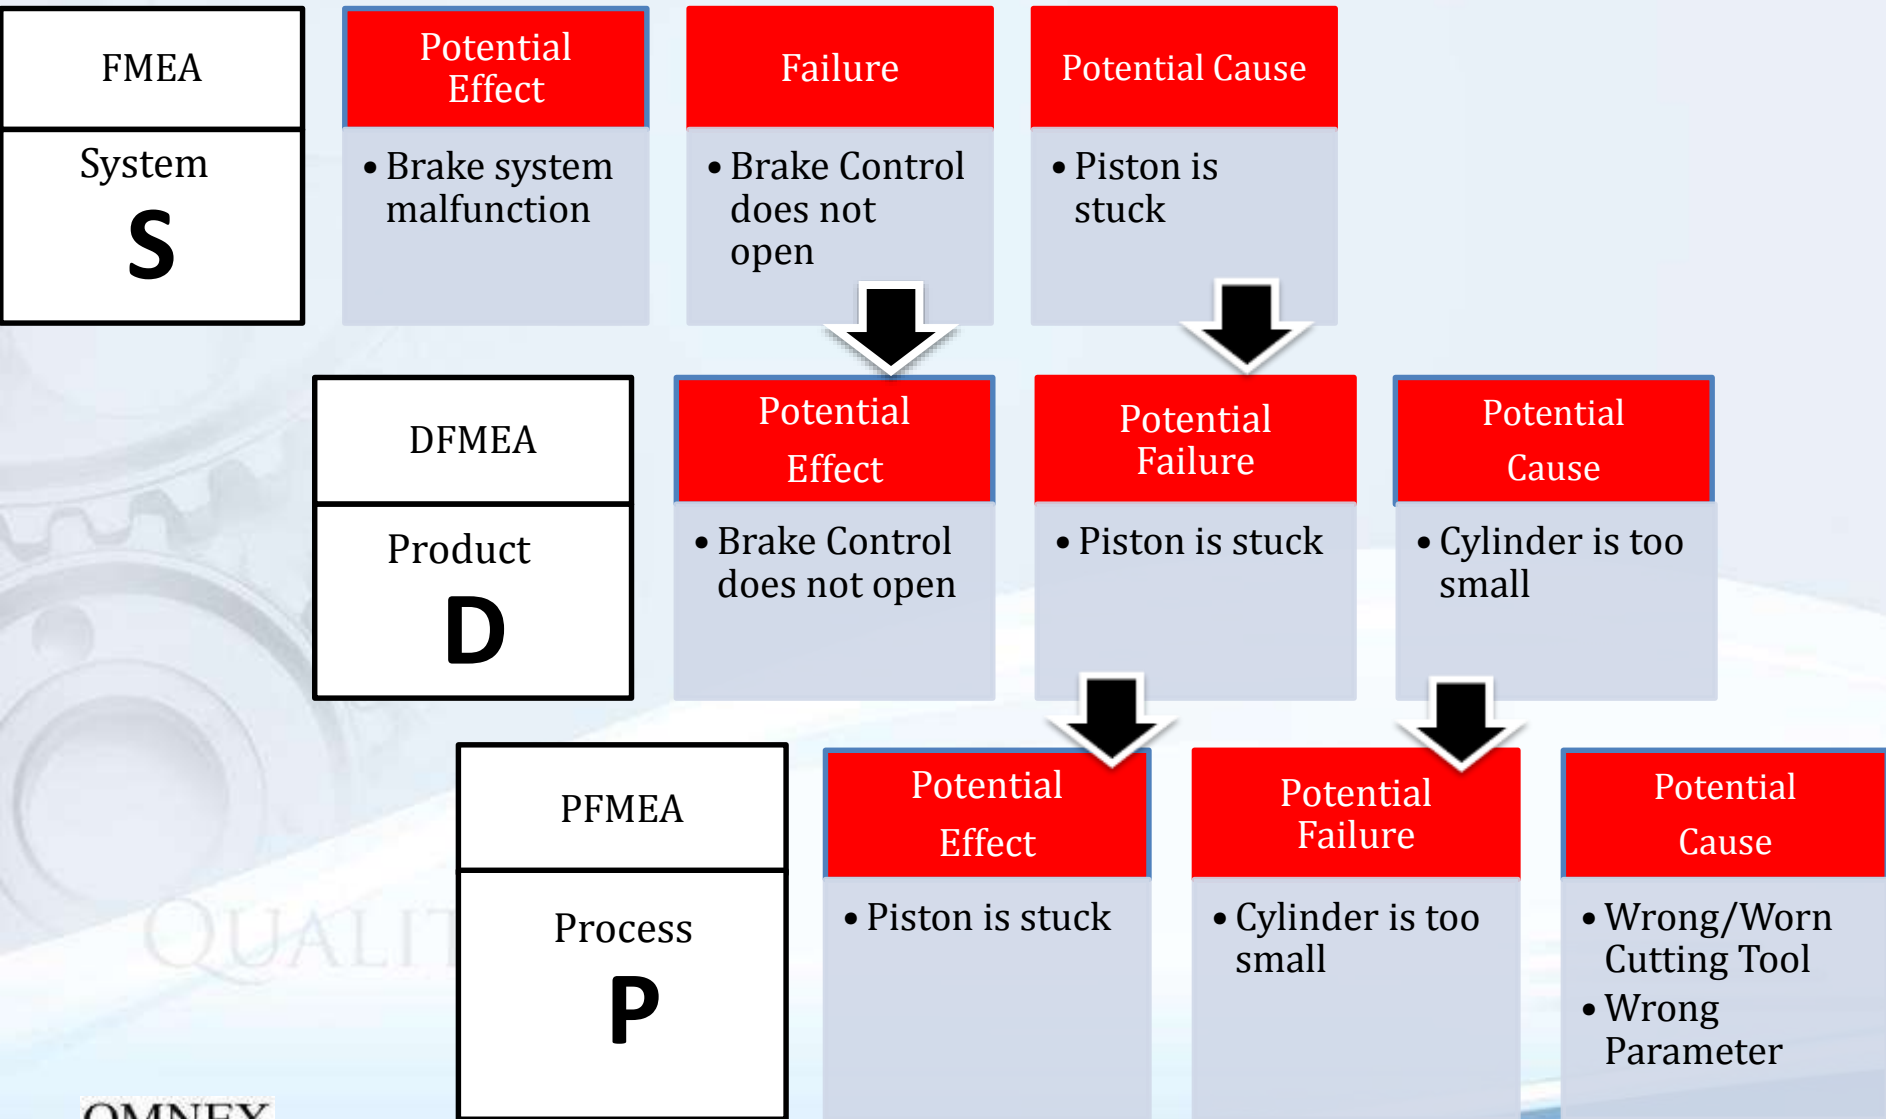 FMEA
Potential
Effect
Failure
Potential Cause
System
S
• Brake system
malfunction
• Brake Control
does not
open
• Piston is
stuck
DFMEA
Potential
Effect
Potential
Failure
Potential
Cause
Product
D
• Brake Control
does not open
• Piston is stuck
• Cylinder is too
small
PFMEA
Potential
Effect
Potential
Failure
Potential
Cause
Process
P
• Piston is stuck
• Cylinder is too
small
• Wrong/Worn
Cutting Tool
• Wrong
Parameter
QUALIT
OMNEX